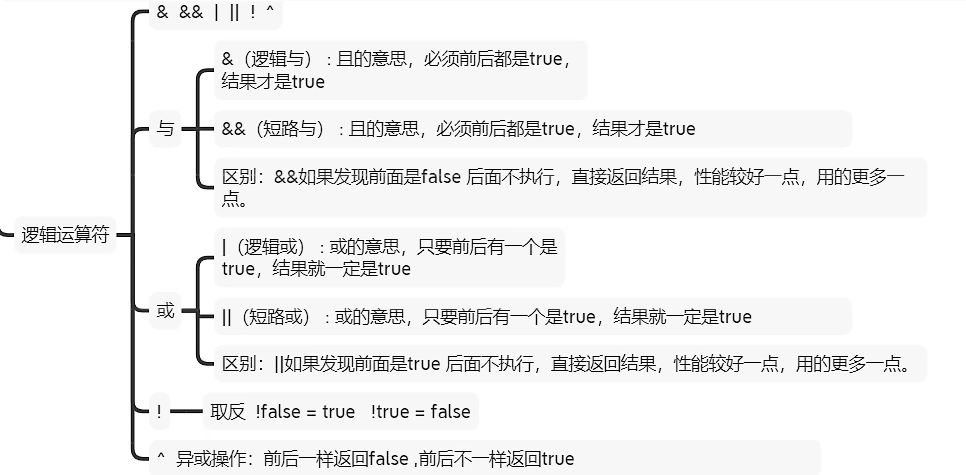 & && | || ! ^
&（逻辑与）：且的意思，必须前后都是true，
结果才是true
与
&&（短路与）：且的意思，必须前后都是true，结果才是true
区别：&&如果发现前面是false 后面不执行，直接返回结果，性能较好一点，用的更多一
点。
逻辑运算符
|（逻辑或）：或的意思，只要前后有一个是
true，结果就一定是true
或
||（短路或）：或的意思，只要前后有一个是true，结果就一定是true
区别：||如果发现前面是true 后面不执行，直接返回结果，性能较好一点，用的更多一点。
! 取反 !false = true !true = false
^ 异或操作：前后一样返回false ,前后不一样返回true